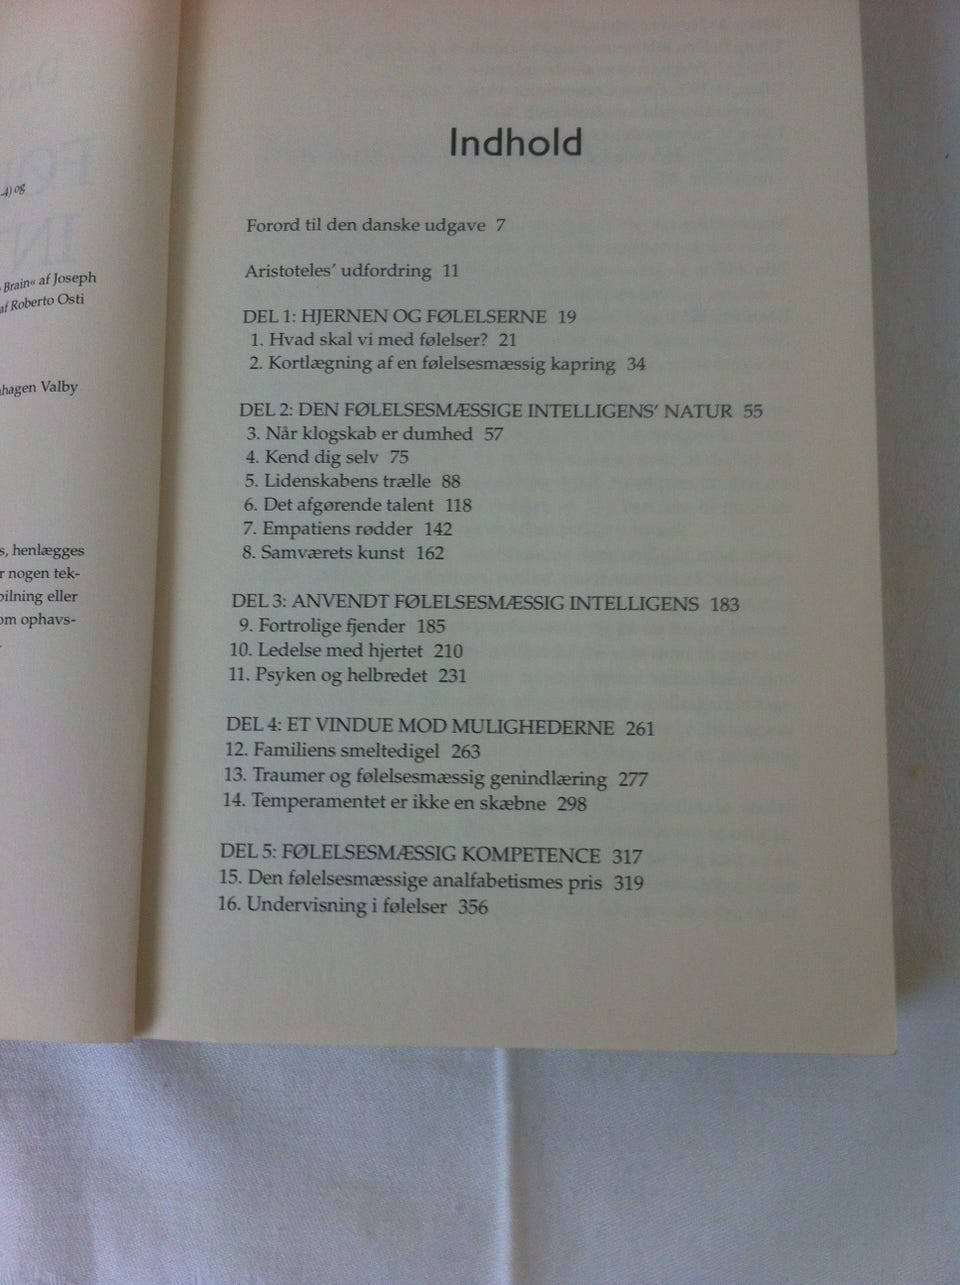 4) og
Brain« af Joseph
af Roberto Osti
hagen Valby
s, henlægges
r nogen tek-
pilning eller
om ophavs-
Indhold
Forord til den danske udgave 7
Aristoteles’ udfordring 11
DEL 1: HJERNEN OG FØLELSERNE 19
1. Hvad skal vi med følelser? 21
2. Kortlægning af en følelsesmæssig kapring 34
DEL 2: DEN FØLELSESMÆSSIGE INTELLIGENS’ NATUR 55
3. Når klogskab er dumhed 57
4. Kend dig selv 75
5. Lidenskabens trælle 88
6. Det afgørende talent 118
7. Empatiens rødder 142
8. Samværets kunst 162
DEL 3: ANVENDT FØLELSESMÆSSIG INTELLIGENS 183
9. Fortrolige fjender 185
10. Ledelse med hjertet 210
11. Psyken og helbredet 231
DEL 4: ET VINDUE MOD MULIGHEDERNE 261
12. Familiens smeltedigel 263
13. Traumer og følelsesmæssig genindlæring 277
14. Temperamentet er ikke en skæbne 298
DEL 5: FØLELSESMÆSSIG KOMPETENCE 317
15. Den følelsesmæssige analfabetismes pris 319
16. Undervisning i følelser 356